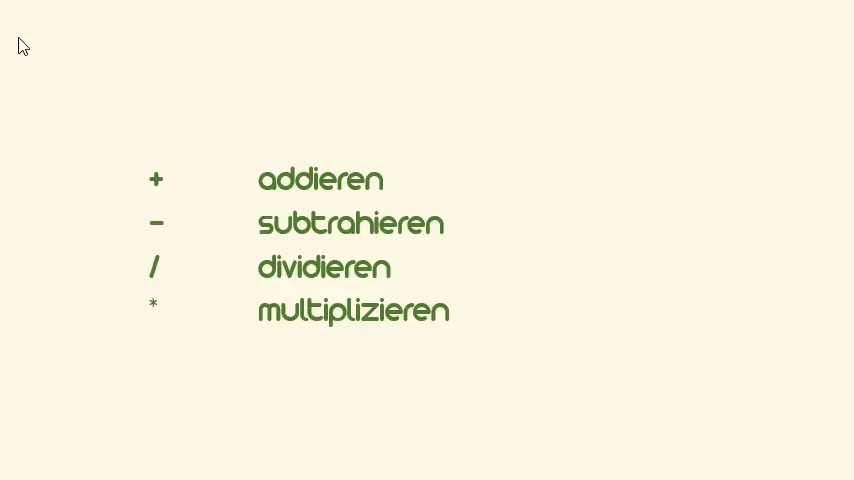 + addieren
- subtrahieren
/ dividieren
* multiplizieren